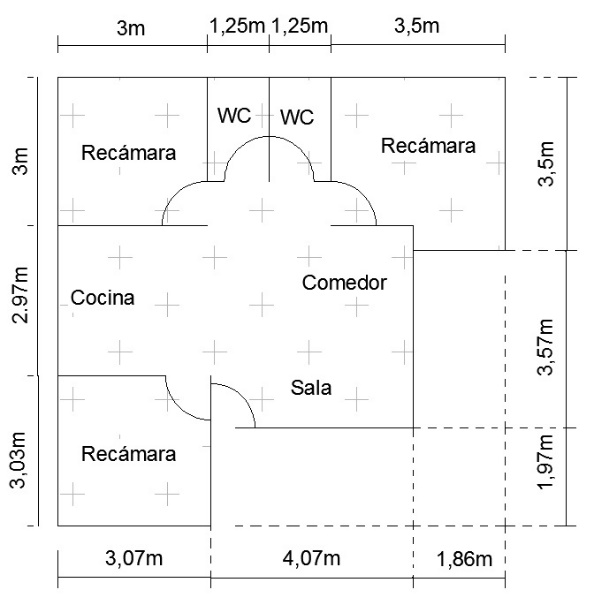 3m 1,25m 1,25m 3,5m
WC WC
Recámara Recámara
3m 3,5m
Cocina Comedor
2.97m
3,57m
Sala
Recámara
3,03m 1,97m
3,07m 4,07m 1,86m